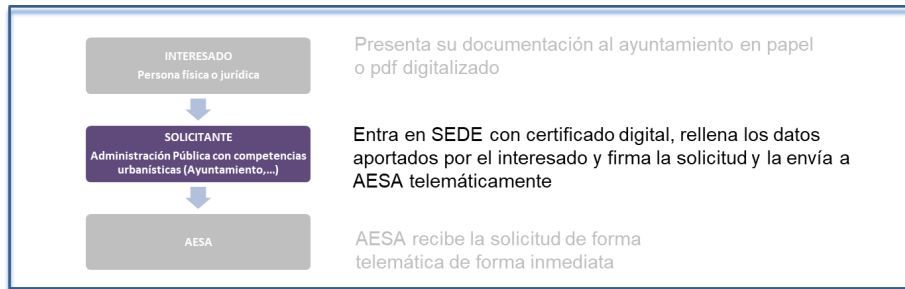 INTERESADO
Persona física o jurídica
Presenta su documentación al ayuntamiento en papel
o pdf digitalizado
SOLICITANTE
Administración Pública con competencias
urbanísticas (Ayuntamiento,...)
Entra en SEDE con certificado digital, rellena los datos
aportados por el interesado y firma la solicitud y la envía a
AESA telemáticamente
AESA
AESA recibe la solicitud de forma
telemática de forma inmediata